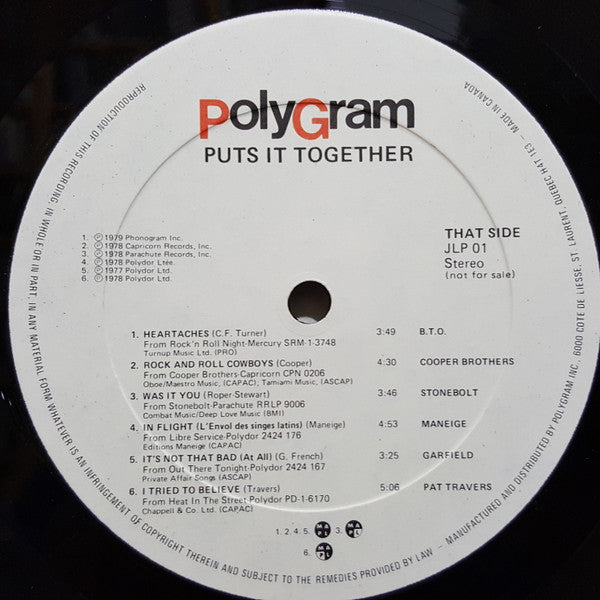 PolyGram
PUTS IT TOGETHER
1. Ⓟ1979 Phonogram Inc.
2. Ⓟ1978 Capricorn Records, Inc.
3. Ⓟ1978 Parachute Records, Inc.
4. Ⓟ1978 Polydor Ltée.
5. Ⓟ1977 Polydor Ltd.
6. Ⓟ1978 Polydor Ltd.
THAT SIDE
JLP 01
Stereo
(not for sale)
1. HEARTACHES (C.F. Turner) 3:49 B.T.O.
From Rock'n Roll Night-Mercury SRM-1-3748
Turnup Music Ltd. (PRO)
2. ROCK AND ROLL COWBOYS (Cooper) 4:30 COOPER BROTHERS
From Cooper Brothers-Capricorn CPN 0206
Oboe/Maestro Music, (CAPAC), Tamiami Music, (ASCAP)
3. WAS IT YOU (Roper-Stewart) 3:46 STONEBOLT
From Stonebolt-Parachute RRLP 9006
Combat Music/Deep Love Music (BMI)
4. IN FLIGHT (L'Envol des singes latins) (Maneige) 4:53 MANEIGE
From Libre Service-Polydor 2424 176
Editions Maneige (CAPAC)
5. IT'S NOT THAT BAD (At All) (G. French) 3:25 GARFIELD
From Out There Tonight-Polydor 2424 167
Private Affair Songs (ASCAP)
6. I TRIED TO BELIEVE (Travers) 5:06 PAT TRAVERS
From Heat In The Street Polydor PD-1-6170
Chappell & Co. Ltd. (CAPAC)
1. 2. 4. 5. MAPL 3. MAPL
6. MAPL
REPRODUCTION OF THIS RECORDING, IN WHOLE OR IN PART, IN ANY MATERIAL FORM WHATEVER IS AN INFRINGEMENT OF COPYRIGHT THEREIN AND SUBJECT TO THE REMEDIES PROVIDED BY LAW – MANUFACTURED AND DISTRIBUTED BY POLYGRAM INC. 6000 COTE DE LIESSE, ST. LAURENT, QUEBEC H4T 1E3 – MADE IN CANADA